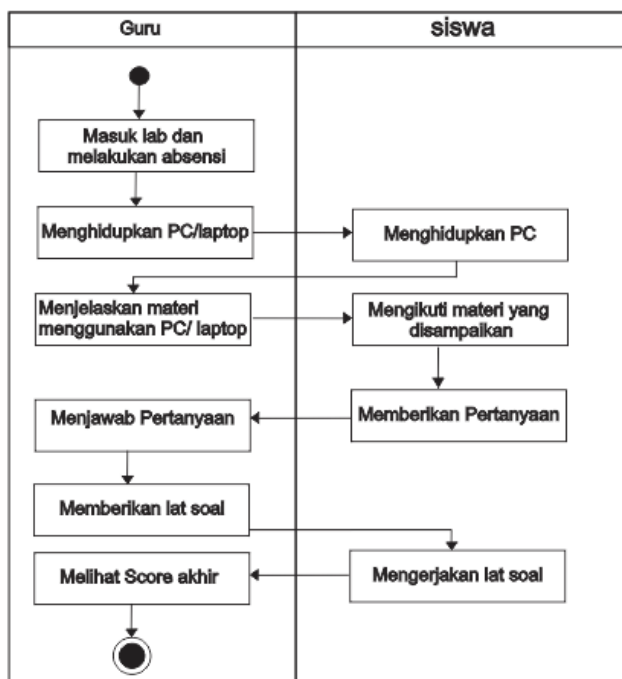 Guru
siswa
Masuk lab dan
melakukan absensi
Menghidupkan PC/laptop
Menghidupkan PC
Menjelaskan materi
menggunakan PC/ laptop
Mengikuti materi yang
disampaikan
Memberikan Pertanyaan
Menjawab Pertanyaan
Memberikan lat soal
Mengerjakan lat soal
Melihat Score akhir